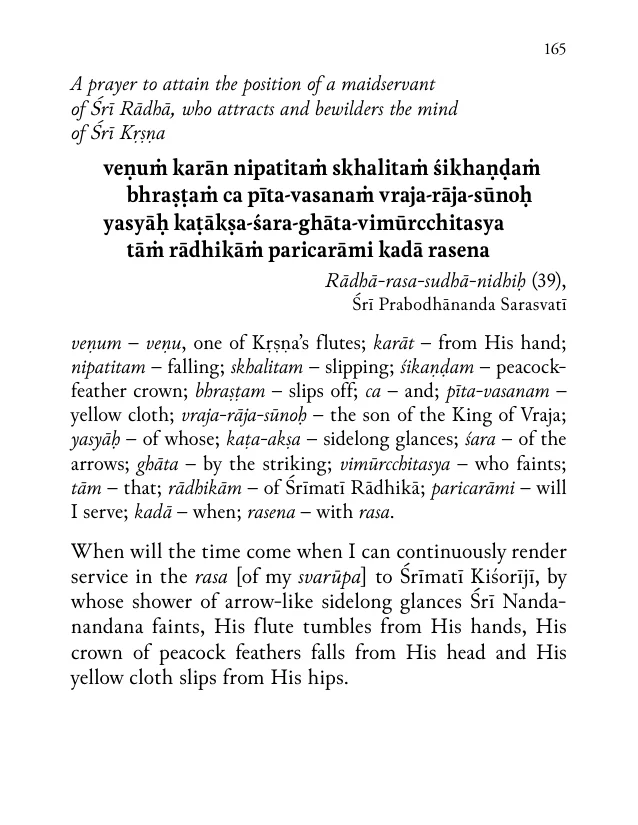 165
A prayer to attain the position of a maidservant
of Śrī Rādhā, who attracts and bewilders the mind
of Śrī Kṛṣṇa
veṇuṁ karān nipatitaṁ skhalitaṁ śikhaṇḍaṁ
bhraṣṭaṁ ca pīta-vasanaṁ vraja-rāja-sūnoḥ
yasyāḥ kaṭākṣa-śara-ghāta-vimūrcchitasya
tāṁ rādhikāṁ paricarāmi kadā rasena
Rādhā-rasa-sudhā-nidhiḥ (39),
Śrī Prabodhānanda Sarasvatī
veṇum – veṇu, one of Kṛṣṇa’s flutes; karāt – from His hand;
nipatitam – falling; skhalitam – slipping; śikaṇḍam – peacock-
feather crown; bhraṣṭam – slips off; ca – and; pīta-vasanam –
yellow cloth; vraja-rāja-sūnoḥ – the son of the King of Vraja;
yasyāḥ – of whose; kaṭa-akṣa – sidelong glances; śara – of the
arrows; ghāta – by the striking; vimūrcchitasya – who faints;
tām – that; rādhikām – of Śrīmatī Rādhikā; paricarāmi – will
I serve; kadā – when; rasena – with rasa.
When will the time come when I can continuously render
service in the rasa [of my svarūpa] to Śrīmatī Kiśorījī, by
whose shower of arrow-like sidelong glances Śrī Nanda-
nandana faints, His flute tumbles from His hands, His
crown of peacock feathers falls from His head and His
yellow cloth slips from His hips.